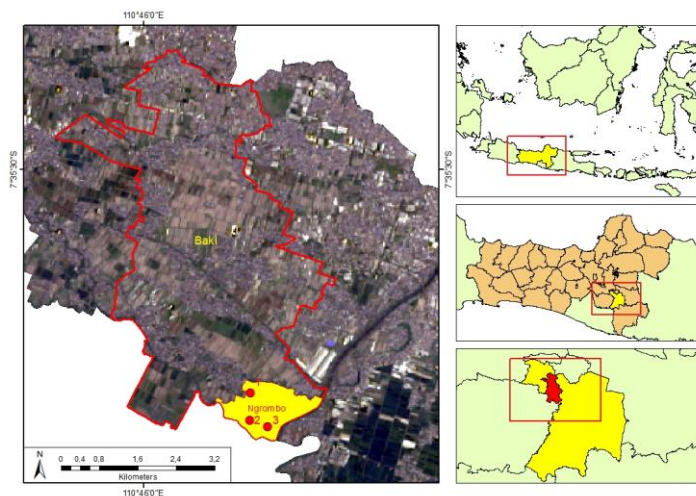 110°46'0"E
7°35'30"S
7°35'30"S
Baki
1
Ngrombo
2 3
N
0 0,4 0,8 1,6 2,4 3,2
Kilometers
110°46'0"E